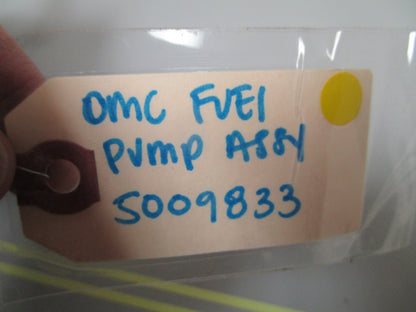 OMC FUEl
PUMP ASSY
5009833